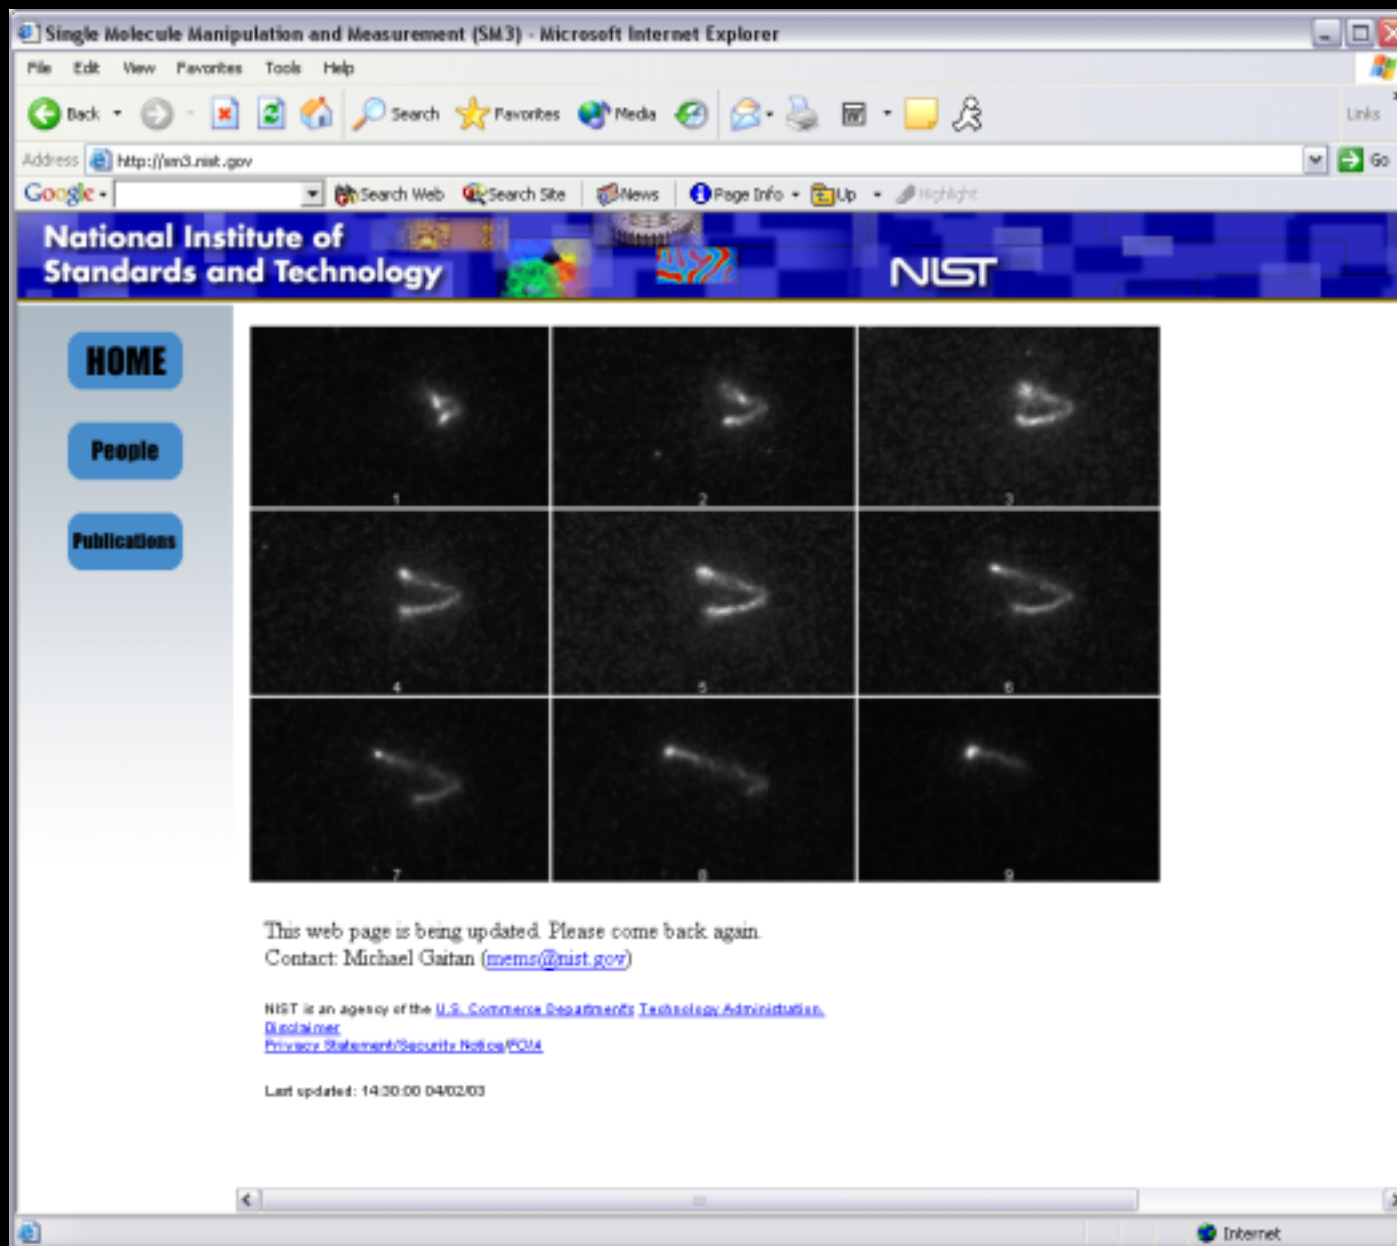 Single Molecule Manipulation and Measurement (SM3) - Microsoft Internet Explorer
File Edit View Favorites Tools Help
Back Search Favorites Media Links
Address http://sm3.nist.gov Go
Google Search Web Search Site News Page Info Up Highlight
National Institute of
Standards and Technology
NIST
HOME
People
Publications
1 2 3
4 5 6
7 8 9
This web page is being updated. Please come back again.
Contact: Michael Gaitan (mems@nist.gov)
NIST is an agency of the U.S. Commerce Department's Technology Administration.
Disclaimer
Privacy Statement/Security Notice/FOIA
Last updated: 14:30:00 04/02/03
Internet